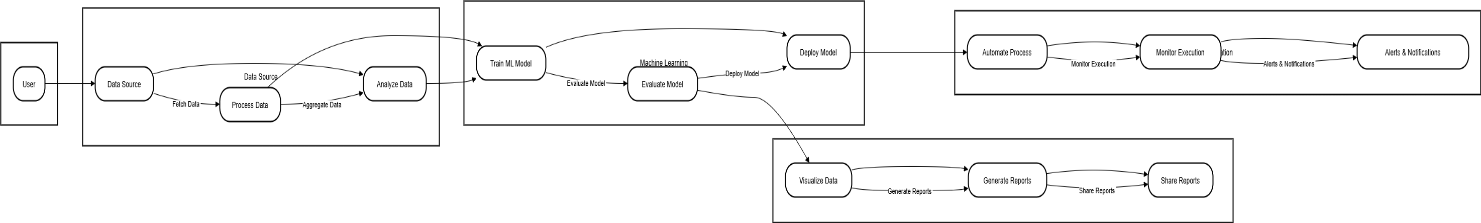 User
Data Source
Data Source
Fetch Data
Process Data
Aggregate Data
Analyze Data
Train ML Model
Machine Learning
Evaluate Model
Evaluate Model
Deploy Model
Deploy Model
Automate Process
Monitor Execution
Monitor Execution
Alerts & Notifications
Alerts & Notifications
Visualize Data
Generate Reports
Generate Reports
Share Reports
Share Reports